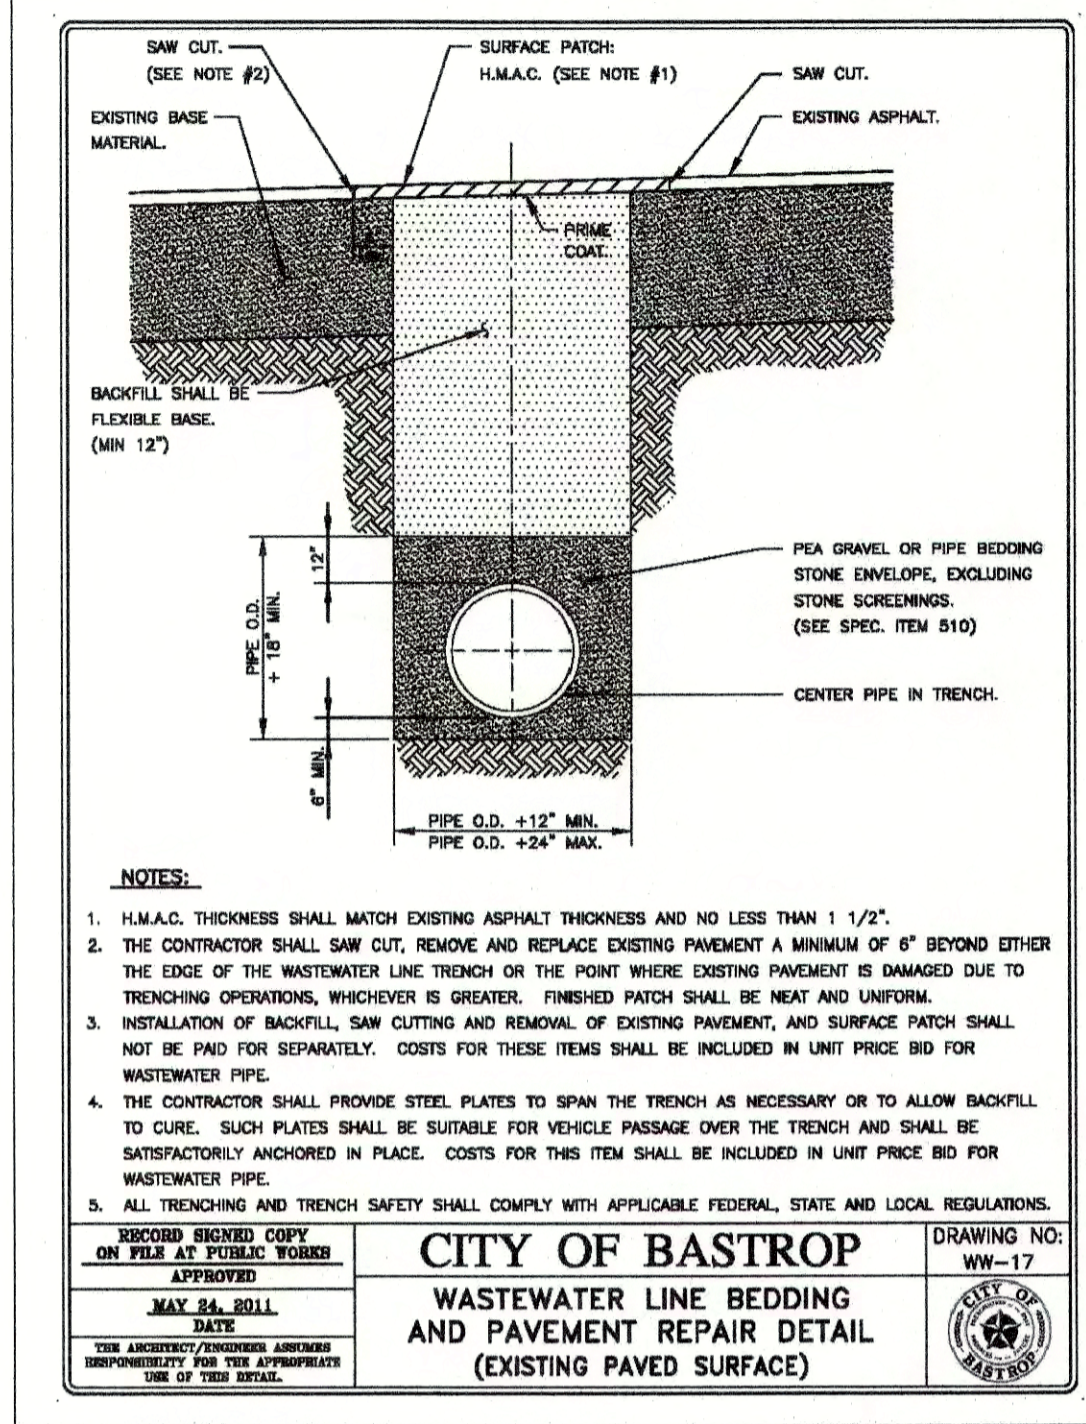 SAW CUT.
(SEE NOTE #2)
SURFACE PATCH:
H.M.A.C. (SEE NOTE #1)
SAW CUT.
EXISTING BASE
MATERIAL.
EXISTING ASPHALT.
PRIME
COAT.
BACKFILL SHALL BE
FLEXIBLE BASE.
(MIN 12")
12"
PIPE O.D.
+ 18" MIN.
6" MIN.
PEA GRAVEL OR PIPE BEDDING
STONE ENVELOPE, EXCLUDING
STONE SCREENINGS.
(SEE SPEC. ITEM 510)
CENTER PIPE IN TRENCH.
PIPE O.D. +12" MIN.
PIPE O.D. +24" MAX.
NOTES:
1. H.M.A.C. THICKNESS SHALL MATCH EXISTING ASPHALT THICKNESS AND NO LESS THAN 1 1/2".
2. THE CONTRACTOR SHALL SAW CUT, REMOVE AND REPLACE EXISTING PAVEMENT A MINIMUM OF 6" BEYOND EITHER
THE EDGE OF THE WASTEWATER LINE TRENCH OR THE POINT WHERE EXISTING PAVEMENT IS DAMAGED DUE TO
TRENCHING OPERATIONS, WHICHEVER IS GREATER. FINISHED PATCH SHALL BE NEAT AND UNIFORM.
3. INSTALLATION OF BACKFILL, SAW CUTTING AND REMOVAL OF EXISTING PAVEMENT, AND SURFACE PATCH SHALL
NOT BE PAID FOR SEPARATELY. COSTS FOR THESE ITEMS SHALL BE INCLUDED IN UNIT PRICE BID FOR
WASTEWATER PIPE.
4. THE CONTRACTOR SHALL PROVIDE STEEL PLATES TO SPAN THE TRENCH AS NECESSARY OR TO ALLOW BACKFILL
TO CURE. SUCH PLATES SHALL BE SUITABLE FOR VEHICLE PASSAGE OVER THE TRENCH AND SHALL BE
SATISFACTORILY ANCHORED IN PLACE. COSTS FOR THIS ITEM SHALL BE INCLUDED IN UNIT PRICE BID FOR
WASTEWATER PIPE.
5. ALL TRENCHING AND TRENCH SAFETY SHALL COMPLY WITH APPLICABLE FEDERAL, STATE AND LOCAL REGULATIONS.
RECORD SIGNED COPY
ON FILE AT PUBLIC WORKS
APPROVED
MAY 24, 2011
DATE
THE ARCHITECT/ENGINEER ASSUMES
RESPONSIBILITY FOR THE APPROPRIATE
USE OF THIS DETAIL.
CITY OF BASTROP
WASTEWATER LINE BEDDING
AND PAVEMENT REPAIR DETAIL
(EXISTING PAVED SURFACE)
DRAWING NO:
WW-17
CITY OF
BASTROP